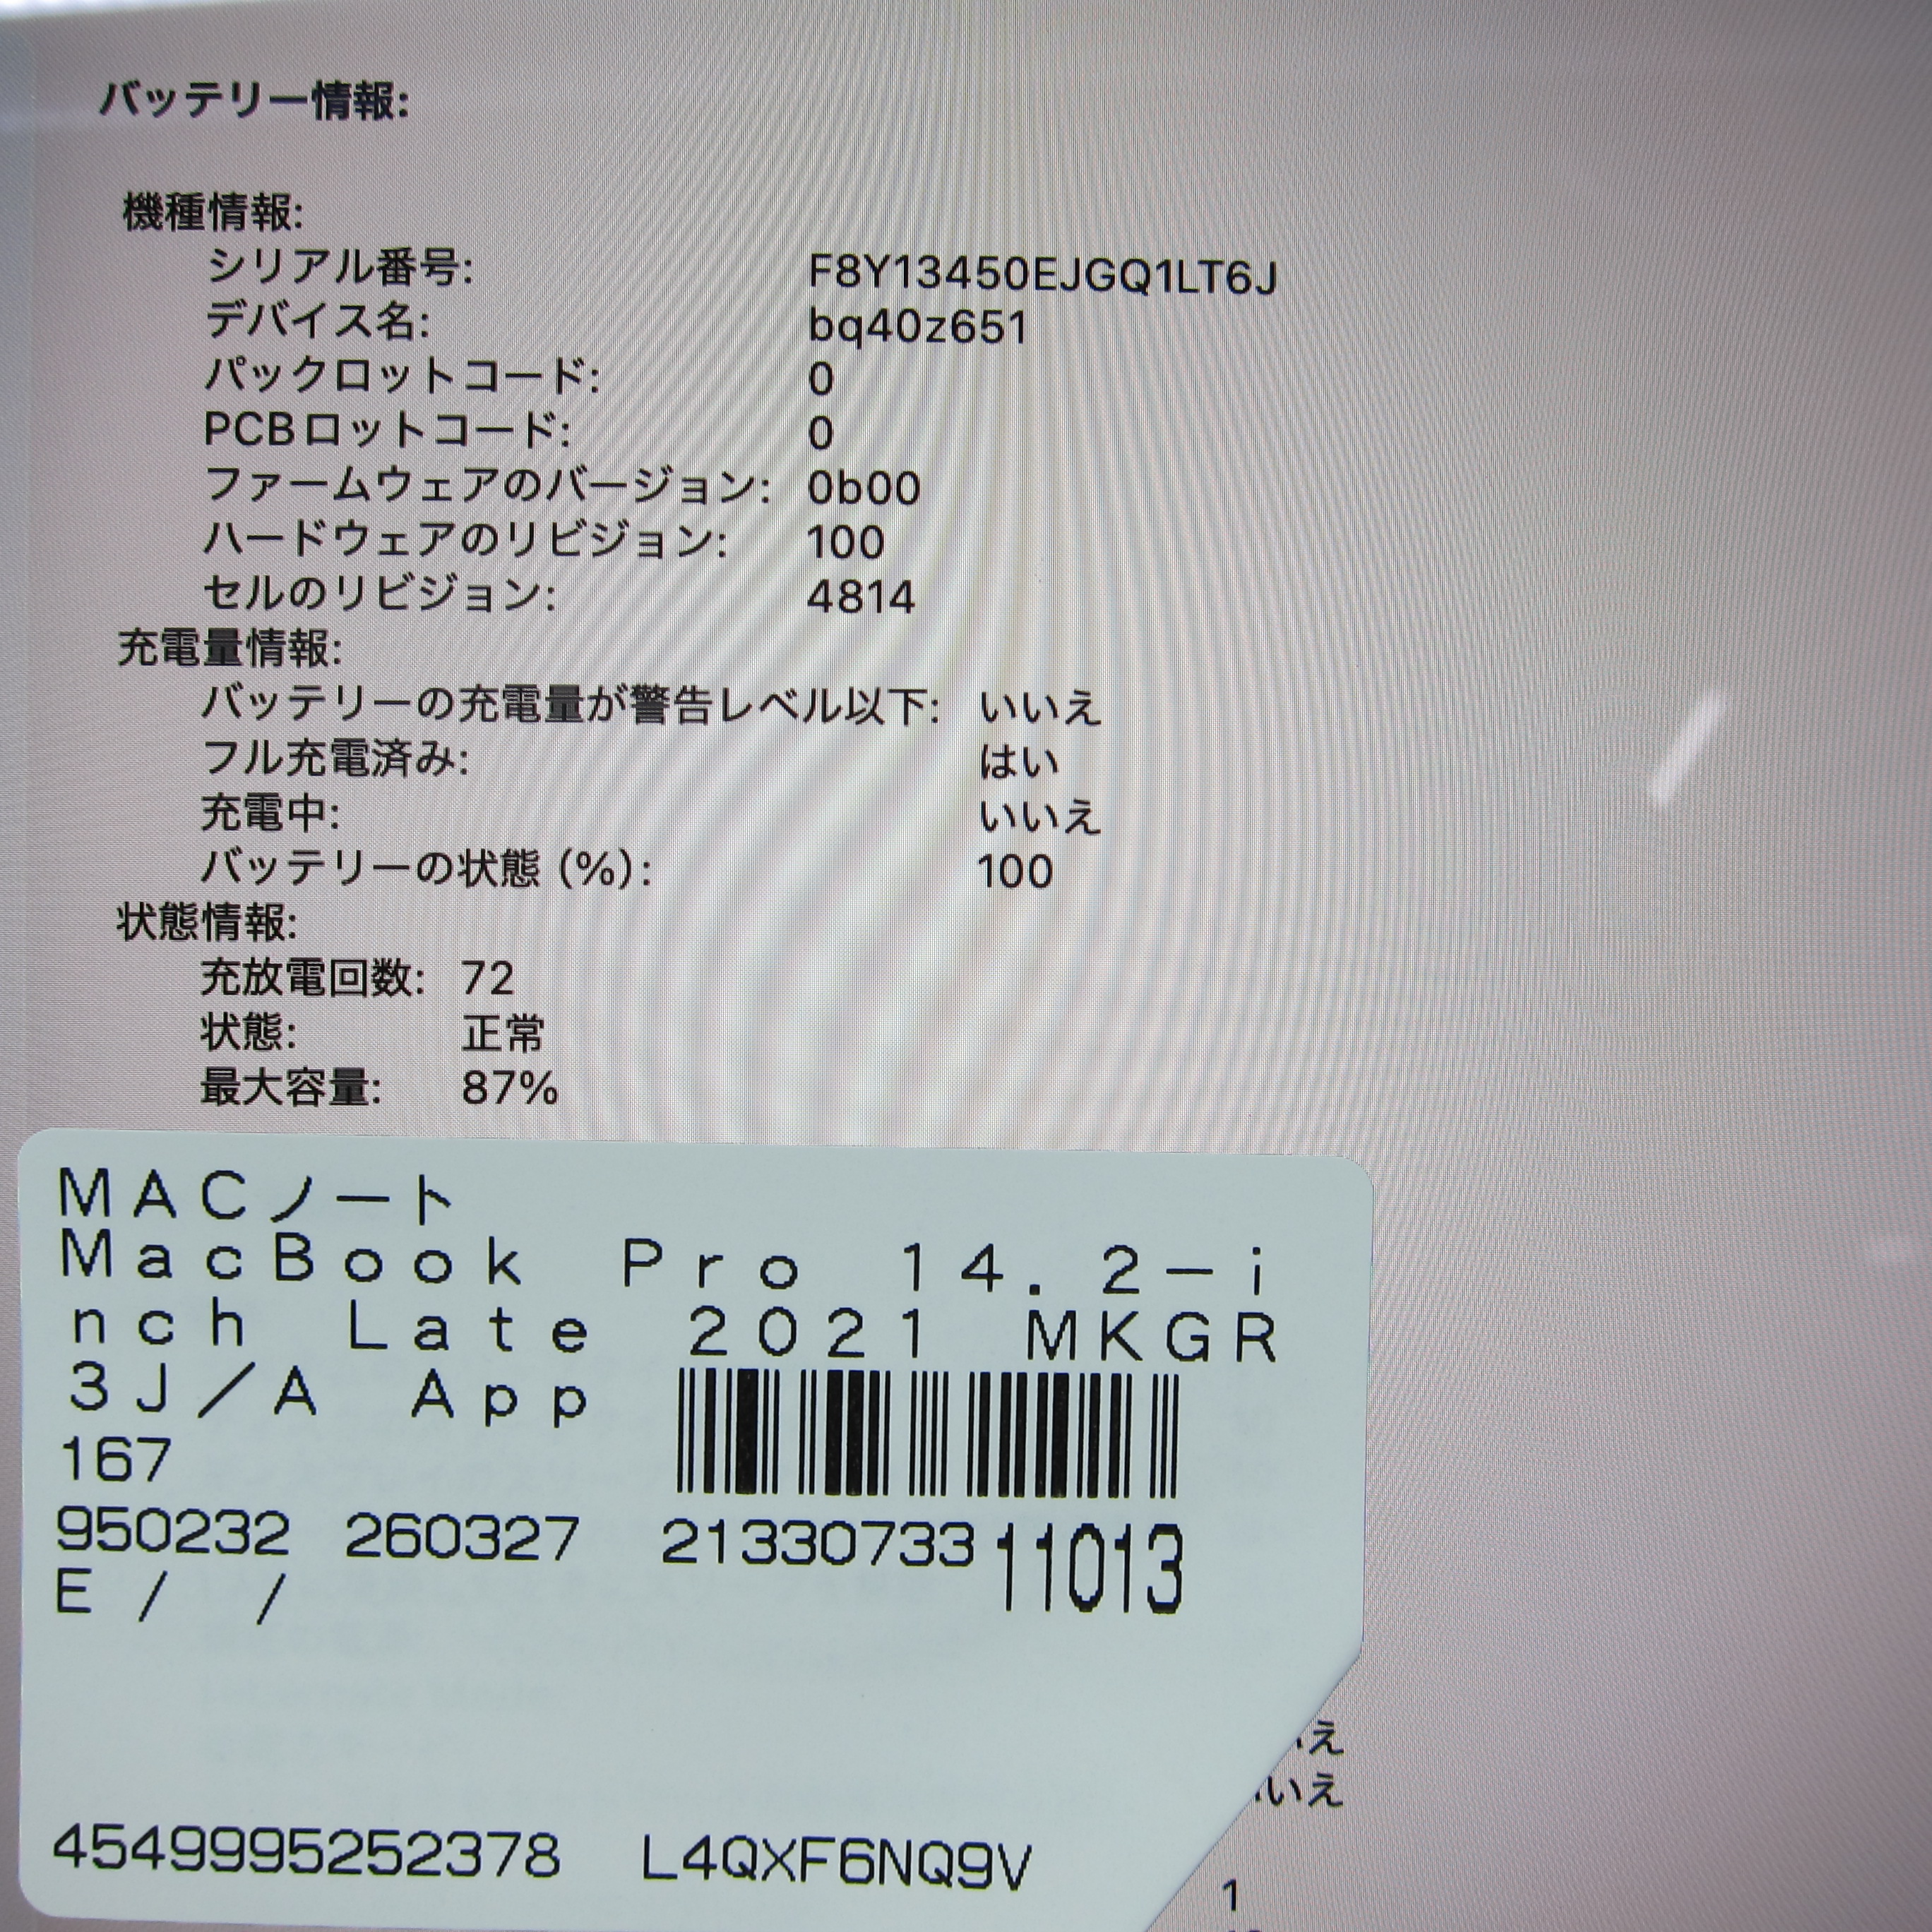 バッテリー情報:
機種情報:
シリアル番号: F8Y13450EJGQ1LT6J
デバイス名: bq40z651
パックロットコード: 0
PCBロットコード: 0
ファームウェアのバージョン: 0b00
ハードウェアのリビジョン: 100
セルのリビジョン: 4814
充電量情報:
バッテリーの充電量が警告レベル以下: いいえ
フル充電済み: はい
充電中: いいえ
バッテリーの状態 (%): 100
状態情報:
充放電回数: 72
状態: 正常
最大容量: 87%
MACノート
MacBook Pro 14.2-i
nch Late 2021 MKGR
3J/A App
167
950232 260327 21330733 11013
E / /
いえ
いいえ
4549995252378 L4QXF6NQ9V
1